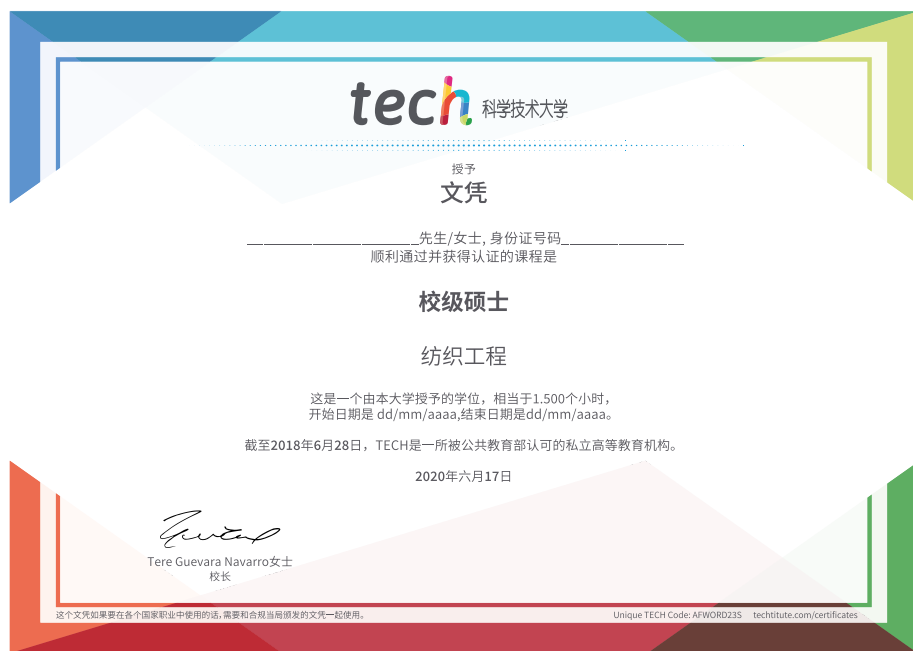 tech 科学技术大学
授予
文凭
____________________先生/女士, 身份证号码_______________
顺利通过并获得认证的课程是
校级硕士
纺织工程
这是一个由本大学授予的学位，相当于1.500个小时，
开始日期是 dd/mm/aaaa,结束日期是dd/mm/aaaa。
截至2018年6月28日，TECH是一所被公共教育部认可的私立高等教育机构。
2020年六月17日
Tere Guevara Navarro女士
校长
这个文凭如果要在各个国家职业中使用的话,需要和合规当局颁发的文凭一起使用。
Unique TECH Code: AFWORD23S techtitute.com/certificates